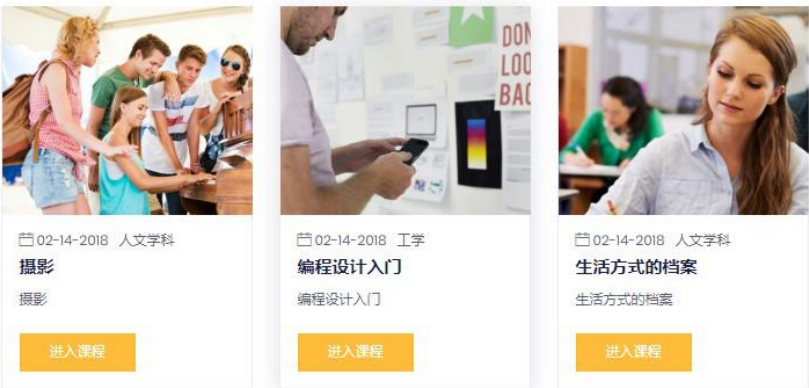 DON
LOO
BAC
02-14-2018 人文学科
摄影
摄影
进入课程
02-14-2018 工学
编程设计入门
编程设计入门
进入课程
02-14-2018 人文学科
生活方式的档案
生活方式的档案
进入课程